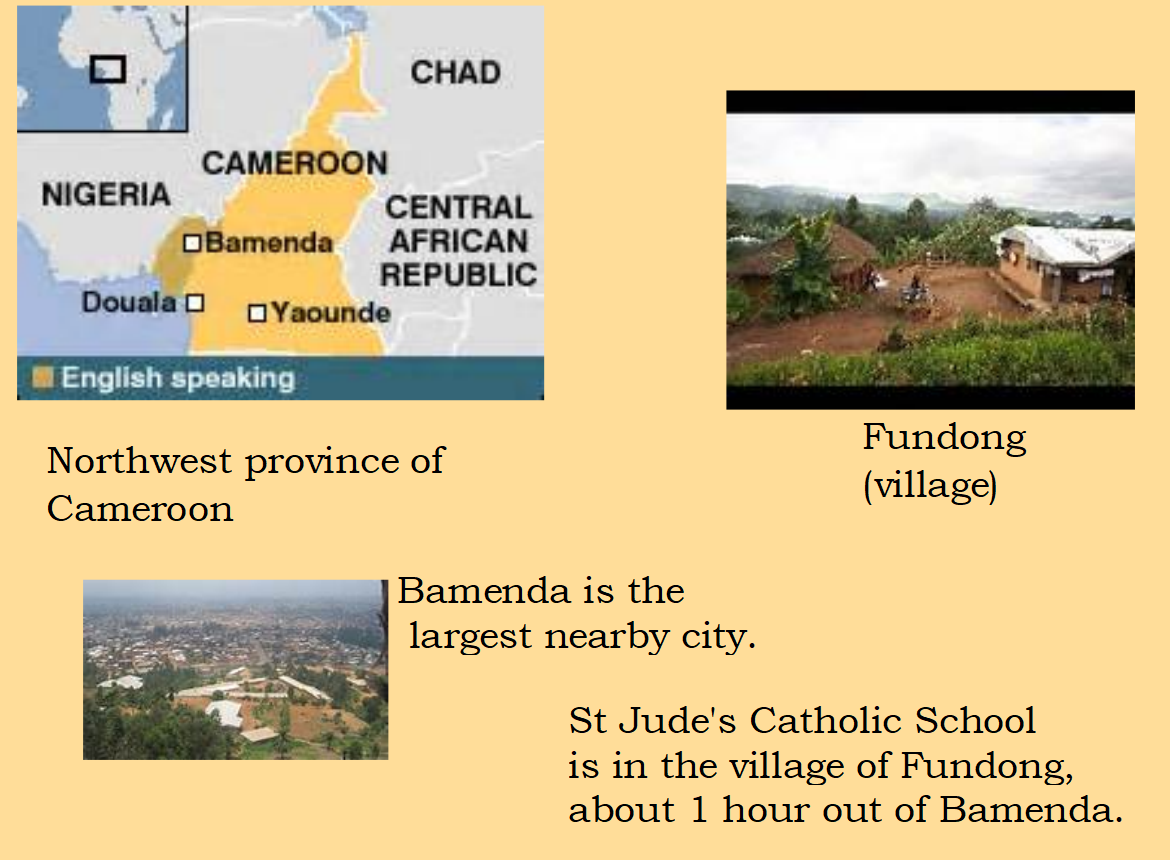 CHAD
CAMEROON
NIGERIA
CENTRAL
AFRICAN
REPUBLIC
Bamenda
Douala
Yaounde
English speaking
Northwest province of
Cameroon
Fundong
(village)
Bamenda is the
largest nearby city.
St Jude's Catholic School
is in the village of Fundong,
about 1 hour out of Bamenda.